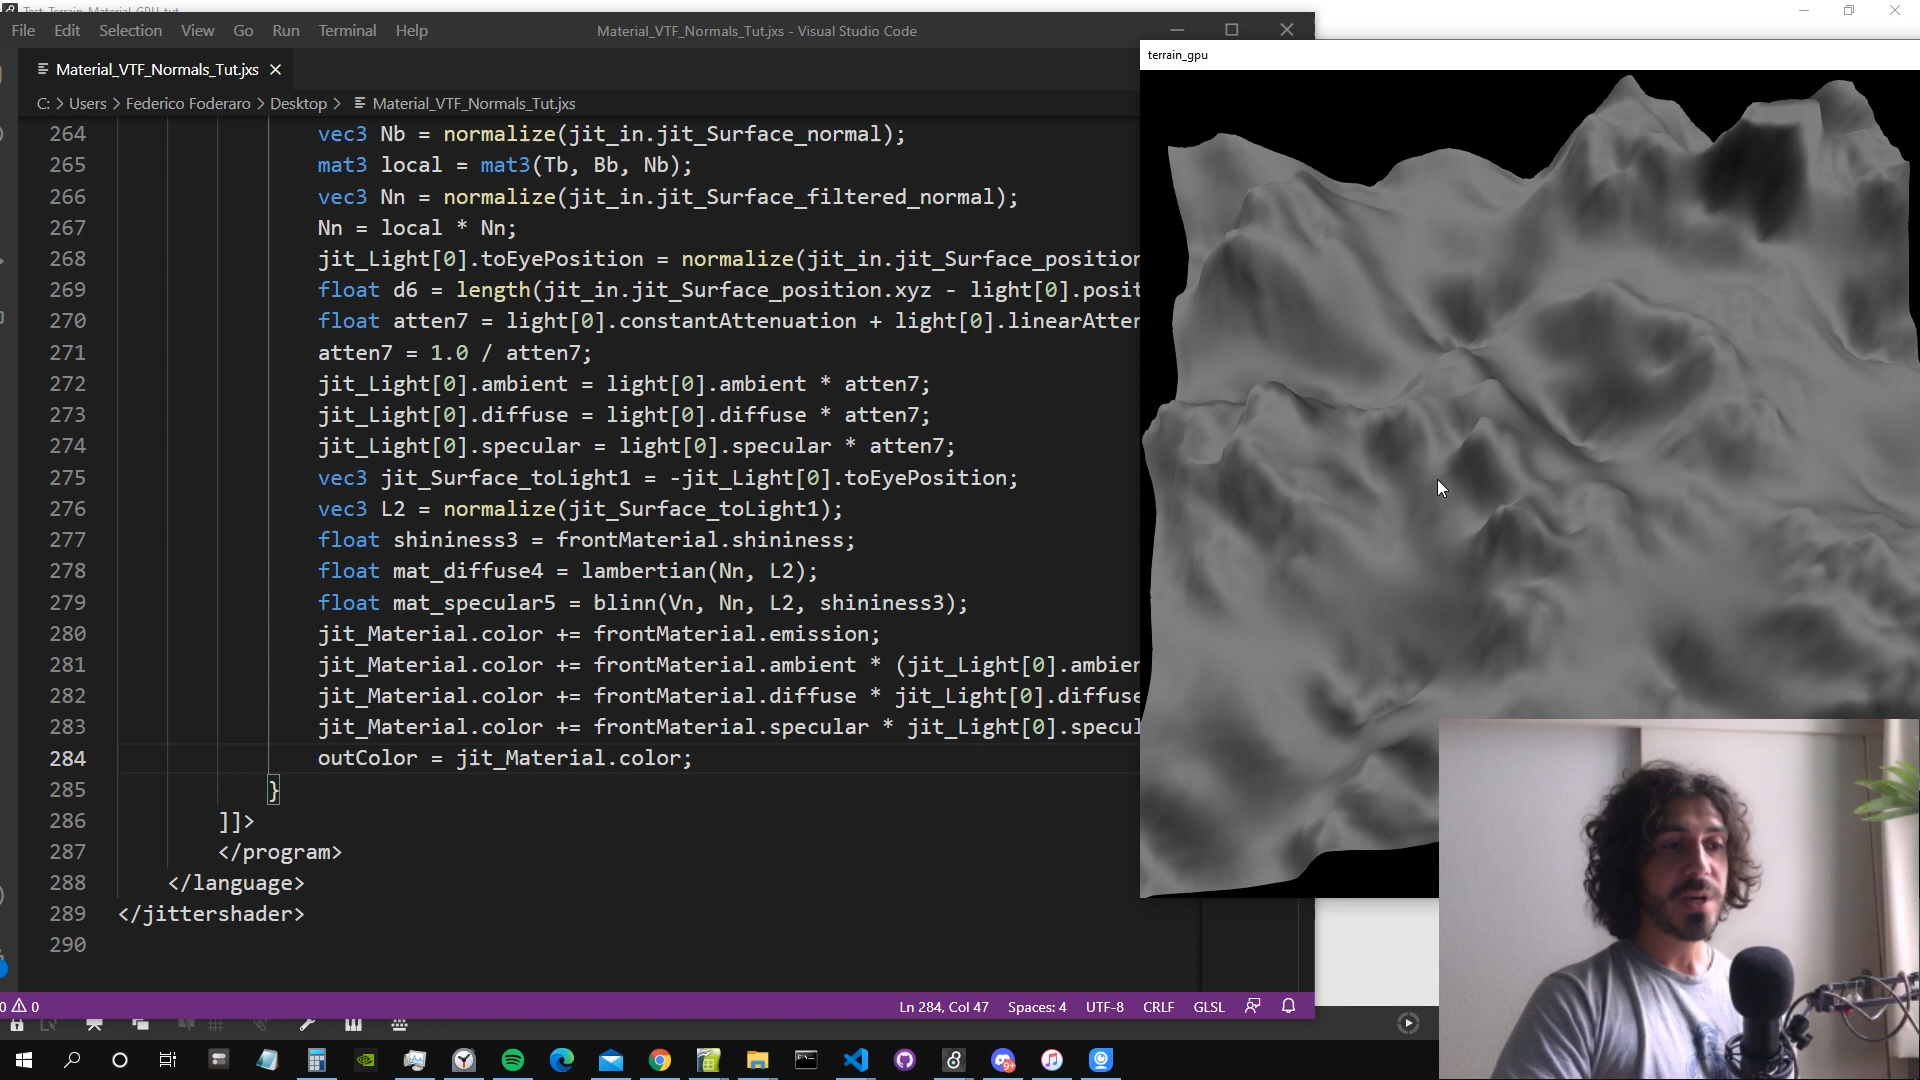 Test_Terrain_Material_GPU.tut
File Edit Selection View Go Run Terminal Help
Material_VTF_Normals_Tut.jxs - Visual Studio Code
terrain_gpu
Material_VTF_Normals_Tut.jxs
C: > Users > Federico Foderaro > Desktop > Material_VTF_Normals_Tut.jxs
264 vec3 Nb = normalize(jit_in.jit_Surface_normal);
265 mat3 local = mat3(Tb, Bb, Nb);
266 vec3 Nn = normalize(jit_in.jit_Surface_filtered_normal);
267 Nn = local * Nn;
268 jit_Light[0].toEyePosition = normalize(jit_in.jit_Surface_position
269 float d6 = length(jit_in.jit_Surface_position.xyz - light[0].posit
270 float atten7 = light[0].constantAttenuation + light[0].linearAtten
271 atten7 = 1.0 / atten7;
272 jit_Light[0].ambient = light[0].ambient * atten7;
273 jit_Light[0].diffuse = light[0].diffuse * atten7;
274 jit_Light[0].specular = light[0].specular * atten7;
275 vec3 jit_Surface_toLight1 = -jit_Light[0].toEyePosition;
276 vec3 L2 = normalize(jit_Surface_toLight1);
277 float shininess3 = frontMaterial.shininess;
278 float mat_diffuse4 = lambertian(Nn, L2);
279 float mat_specular5 = blinn(Vn, Nn, L2, shininess3);
280 jit_Material.color += frontMaterial.emission;
281 jit_Material.color += frontMaterial.ambient * (jit_Light[0].ambien
282 jit_Material.color += frontMaterial.diffuse * jit_Light[0].diffuse
283 jit_Material.color += frontMaterial.specular * jit_Light[0].specul
284 outColor = jit_Material.color;
285 }
286 ]]>
287 </program>
288 </language>
289 </jittershader>
290
0 0 Ln 284, Col 47 Spaces: 4 UTF-8 CRLF GLSL
9+